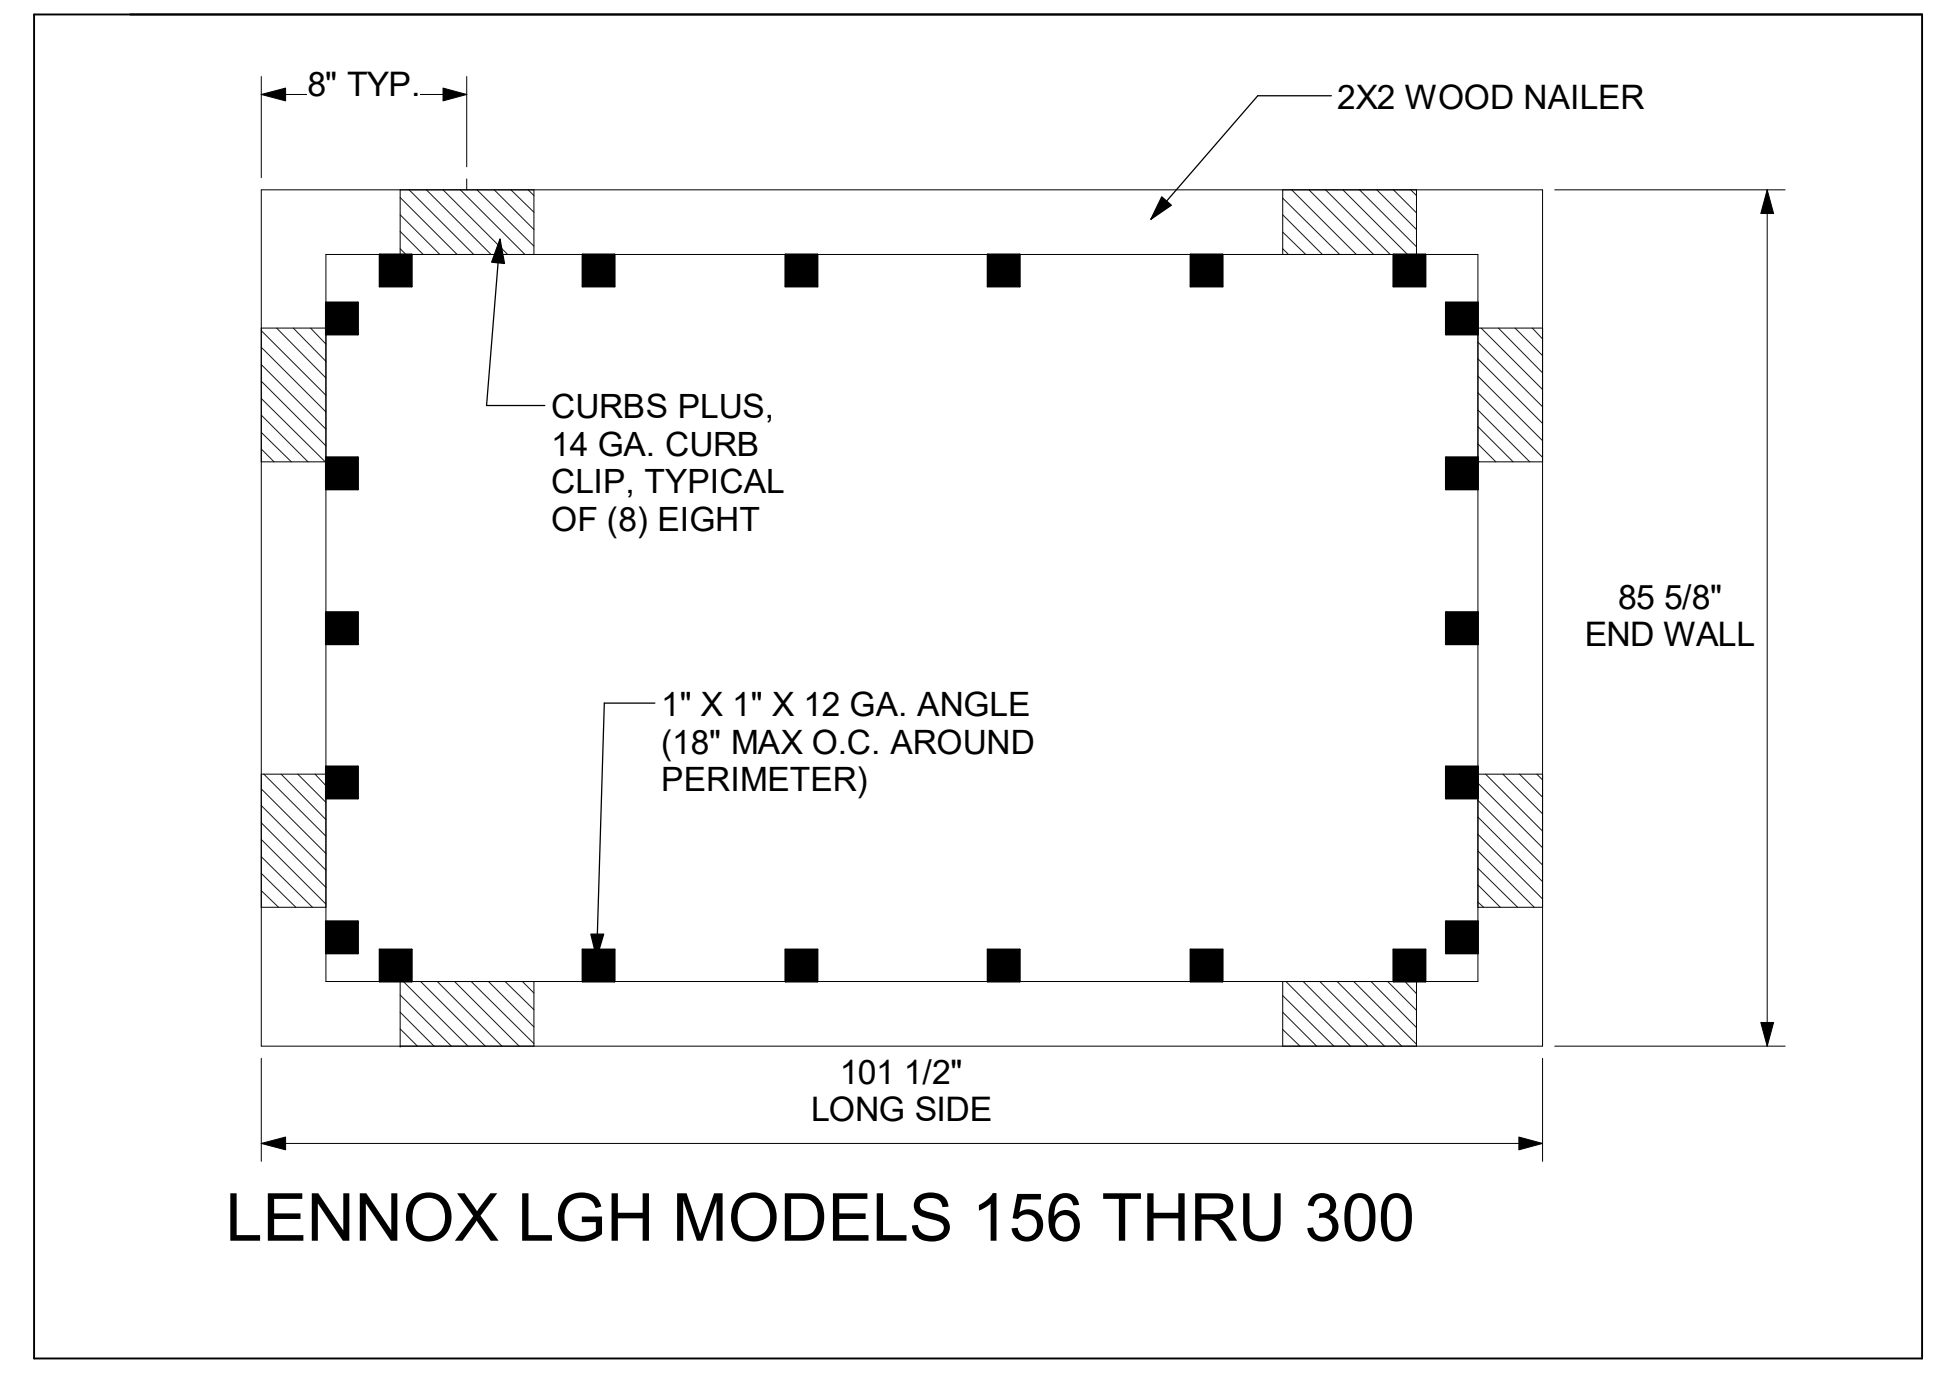 8" TYP.
2X2 WOOD NAILER
CURBS PLUS,
14 GA. CURB
CLIP, TYPICAL
OF (8) EIGHT
85 5/8"
END WALL
1" X 1" X 12 GA. ANGLE
(18" MAX O.C. AROUND
PERIMETER)
101 1/2"
LONG SIDE
LENNOX LGH MODELS 156 THRU 300